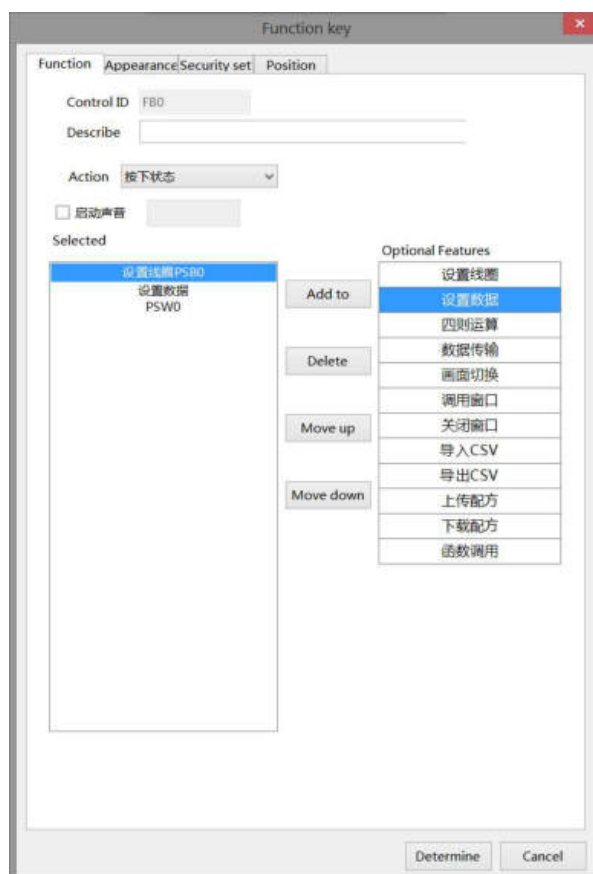 Function key
Function Appearance Security set Position
Control ID FB0
Describe
Action 按下状态
启动声音
Selected
Optional Features
设置线圈PSB0
设置数据
PSW0
设置线圈
设置数据
四则运算
数据传输
画面切换
调用窗口
关闭窗口
导入CSV
导出CSV
上传配方
下载配方
函数调用
Add to
Delete
Move up
Move down
Determine Cancel